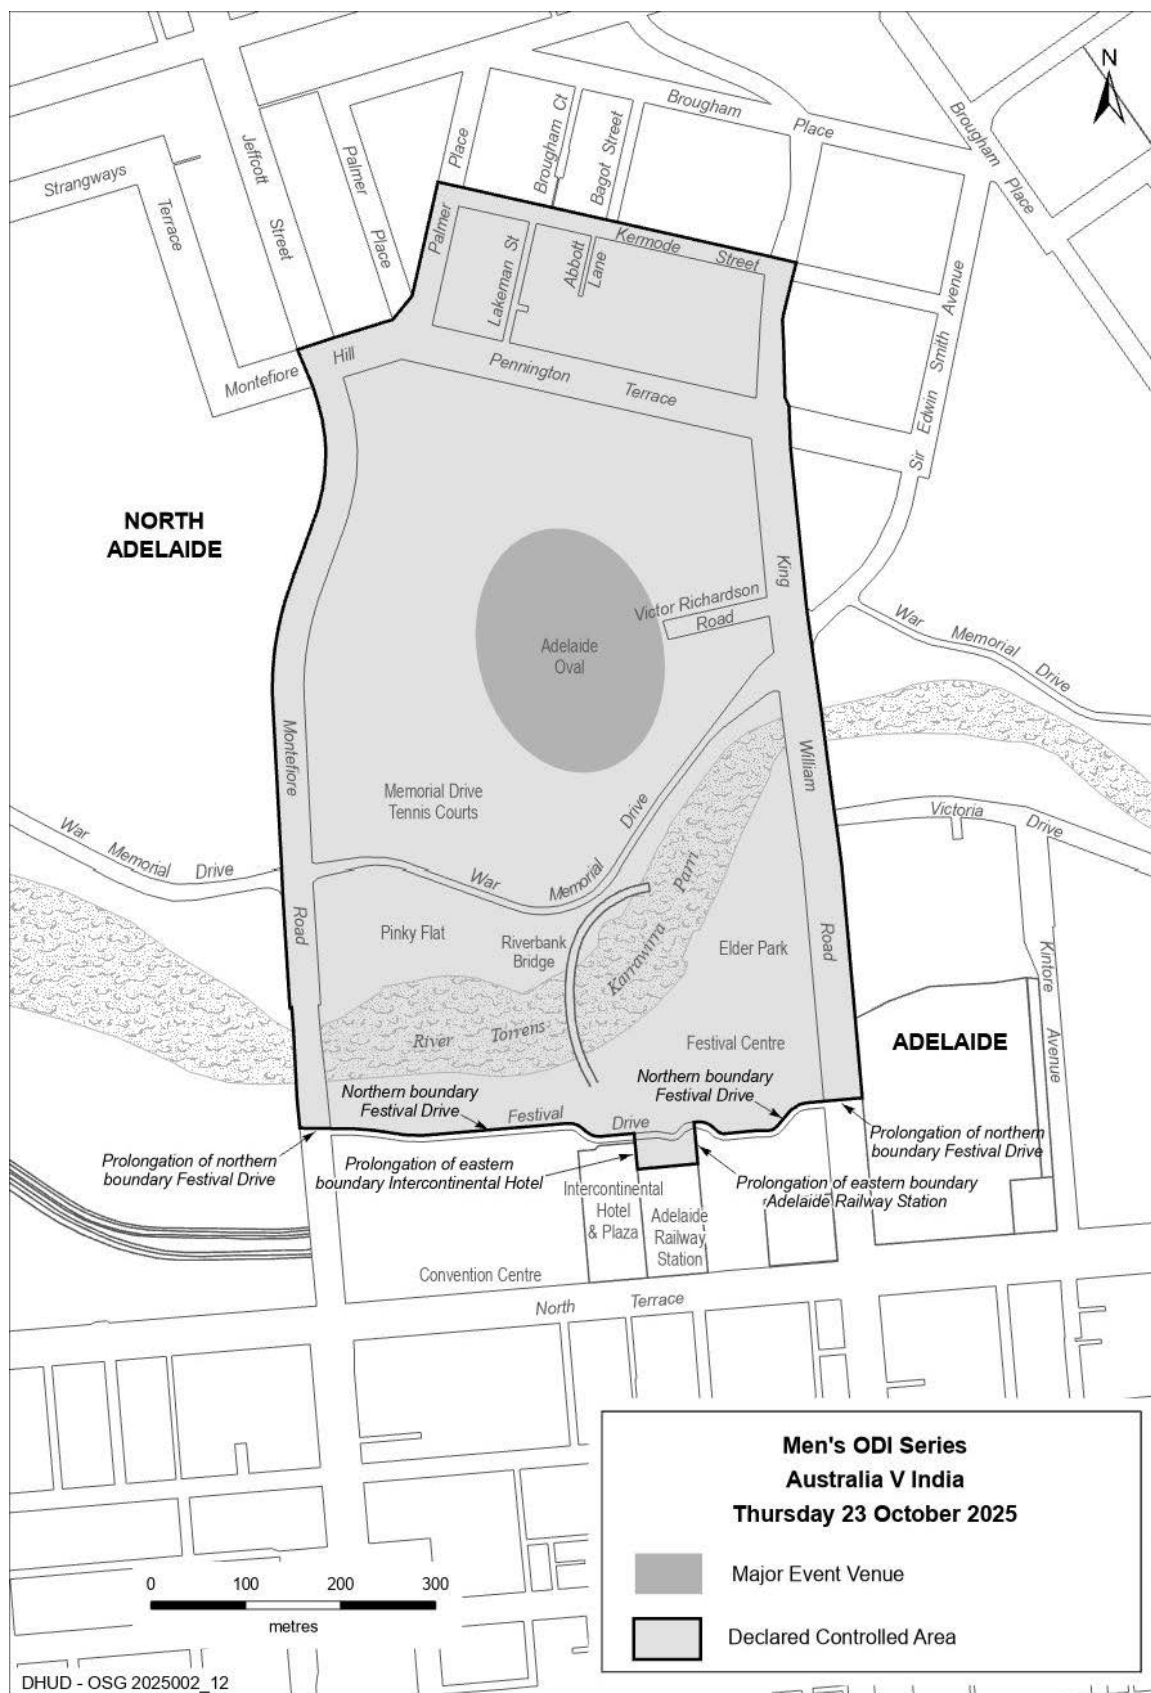 N
Brougham
Place
Brougham
Place
Place
Brougham Ct
Bagot Street
Jeffcott
Street
Palmer
Place
Strangways
Terrace
Palmer
Lakeman St
Abbott
Lane
Kermode
Street
Sir Edwin Smith Avenue
Montefiore
Hill
Pennington
Terrace
NORTH
ADELAIDE
King
Victor Richardson
Road
Adelaide
Oval
War
Memorial
Drive
Montefiore
William
Memorial Drive
Tennis Courts
Drive
Victoria
Drive
War
Memorial
Drive
War
Memorial
Parri
Road
Pinky Flat
Riverbank
Bridge
Karrawirra
Elder Park
Road
Kintore
Avenue
River
Torrens
Festival Centre
ADELAIDE
Northern boundary
Festival Drive
Northern boundary
Festival Drive
Festival
Drive
Prolongation of northern
boundary Festival Drive
Prolongation of eastern
boundary Intercontinental Hotel
Prolongation of northern
boundary Festival Drive
Prolongation of eastern boundary
Adelaide Railway Station
Intercontinental
Hotel
& Plaza
Adelaide
Railway
Station
Convention Centre
North
Terrace
Men's ODI Series
Australia V India
Thursday 23 October 2025
Major Event Venue
Declared Controlled Area
0 100 200 300
metres
DHUD - OSG 2025002_12